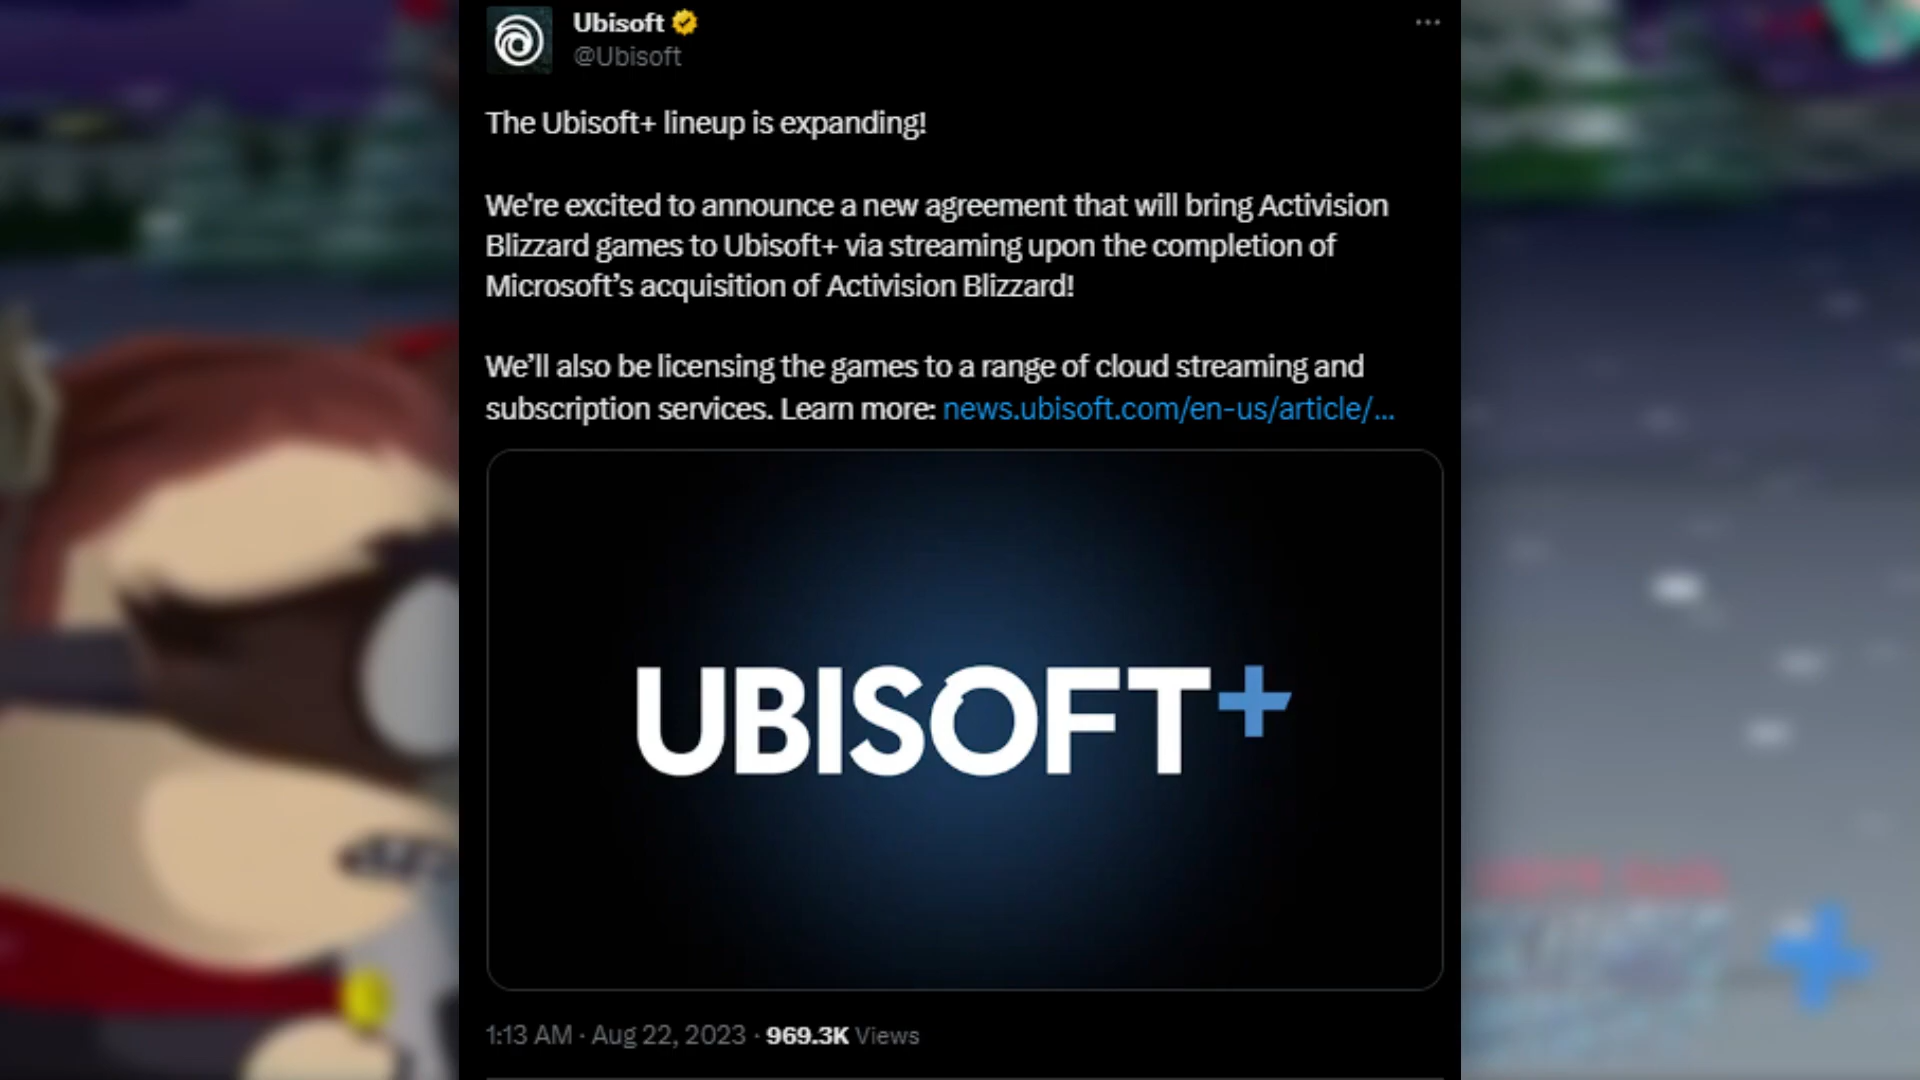 Ubisoft
@Ubisoft
The Ubisoft+ lineup is expanding!
We're excited to announce a new agreement that will bring Activision
Blizzard games to Ubisoft+ via streaming upon the completion of
Microsoft’s acquisition of Activision Blizzard!
We’ll also be licensing the games to a range of cloud streaming and
subscription services. Learn more: news.ubisoft.com/en-us/article/...
UBISOFT+
1:13 AM · Aug 22, 2023 · 969.3K Views